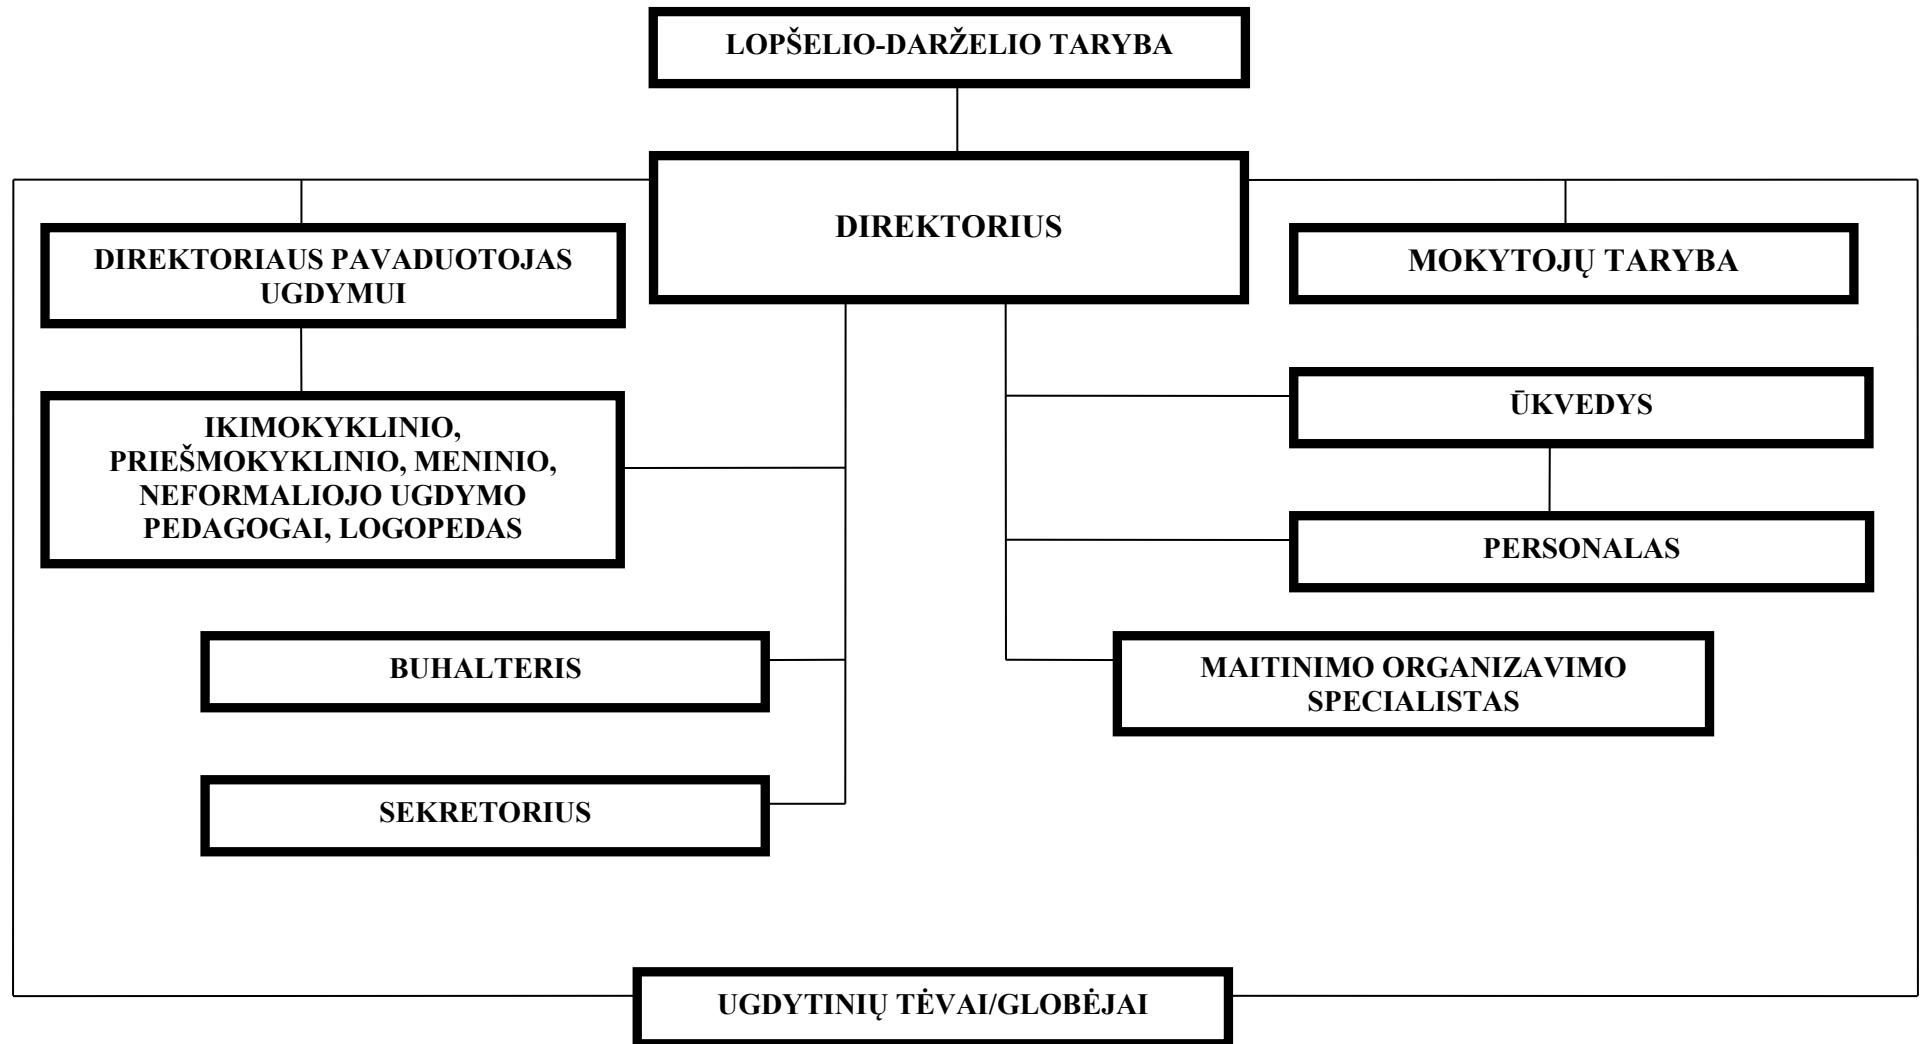 LOPŠELIO-DARŽELIO TARYBA
DIREKTORIUS
DIREKTORIAUS PAVADUOTOJAS
UGDYMUI
MOKYTOJŲ TARYBA
IKIMOKYKLINIO,
PRIEŠMOKYKLINIO, MENINIO,
NEFORMALIOJO UGDYMO
PEDAGOGAI, LOGOPEDAS
ŪKVEDYS
PERSONALAS
BUHALTERIS
MAITINIMO ORGANIZAVIMO
SPECIALISTAS
SEKRETORIUS
UGDYTINIŲ TĖVAI/GLOBĖJAI